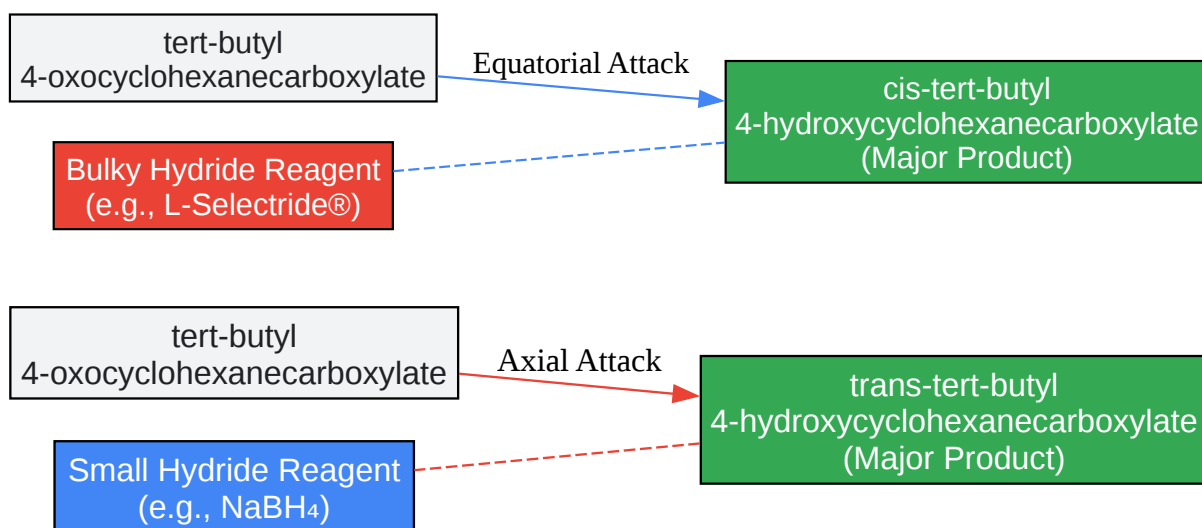 tert-butyl
4-oxocyclohexanecarboxylate
Equatorial Attack
cis-tert-butyl
4-hydroxycyclohexanecarboxylate
(Major Product)
Bulky Hydride Reagent
(e.g., L-Selectride®)
tert-butyl
4-oxocyclohexanecarboxylate
Axial Attack
trans-tert-butyl
4-hydroxycyclohexanecarboxylate
(Major Product)
Small Hydride Reagent
(e.g., NaBH₄)